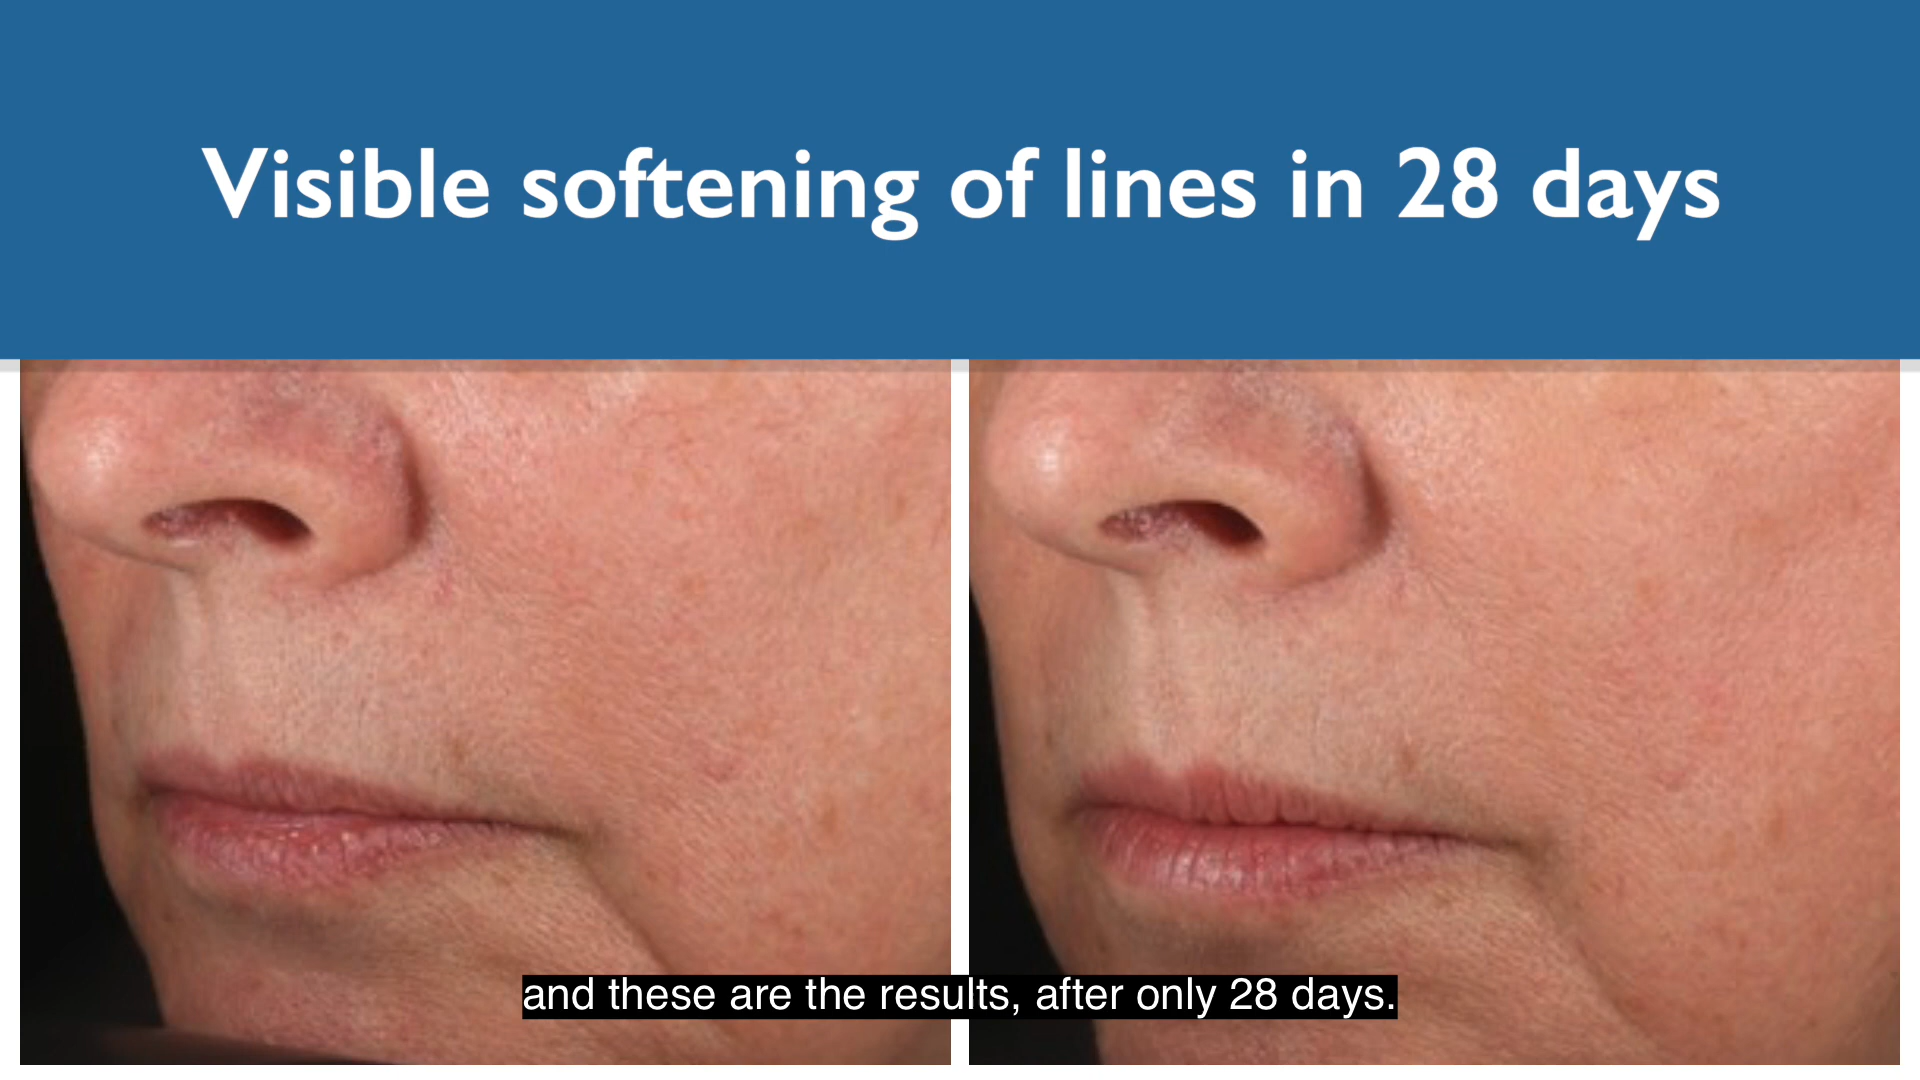 Visible softening of lines in 28 days
and these are the results, after only 28 days.